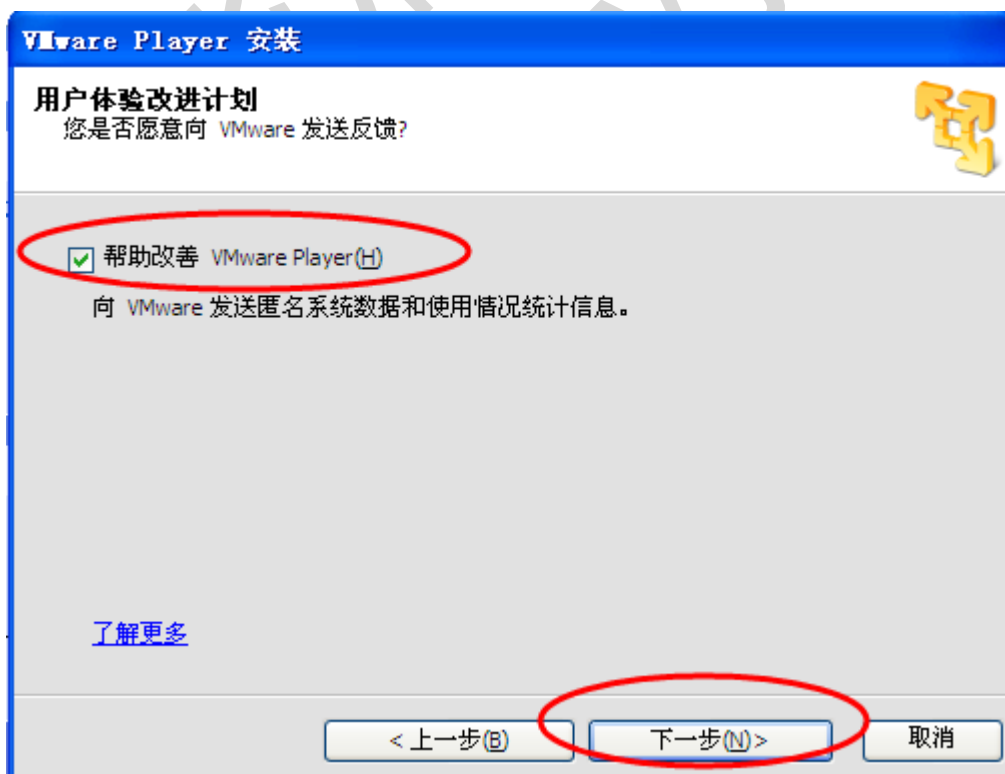 VMware Player 安装
用户体验改进计划
您是否愿意向 VMware 发送反馈?
帮助改善 VMware Player(H)
向 VMware 发送匿名系统数据和使用情况统计信息。
了解更多
< 上一步(B)
下一步(N)>
取消